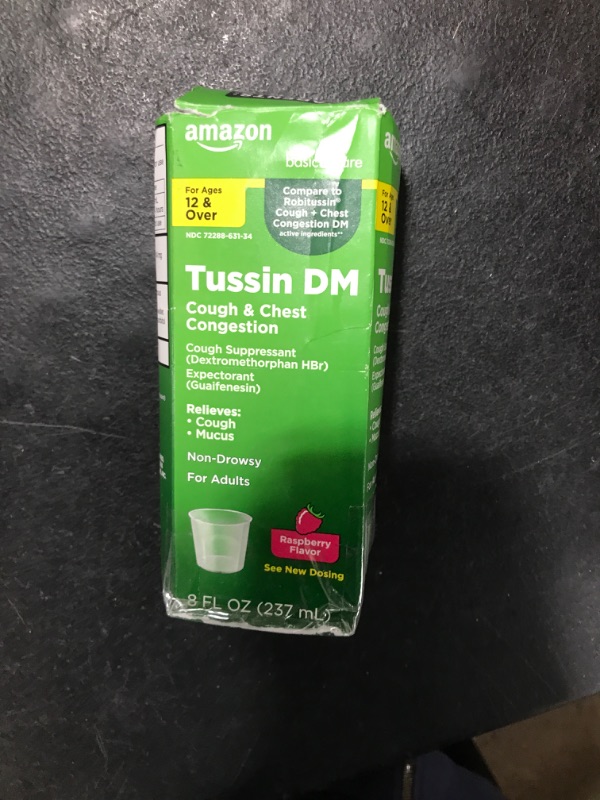 amazon
basic care
For Ages
12 &
Over
Compare to
Robitussin®
Cough + Chest
Congestion DM
active ingredients**
NDC 72288-631-34
Tussin DM
Cough & Chest
Congestion
Cough Suppressant
(Dextromethorphan HBr)
Expectorant
(Guaifenesin)
Relieves:
• Cough
• Mucus
Non-Drowsy
For Adults
Raspberry
Flavor
See New Dosing
8 FL OZ (237 mL)